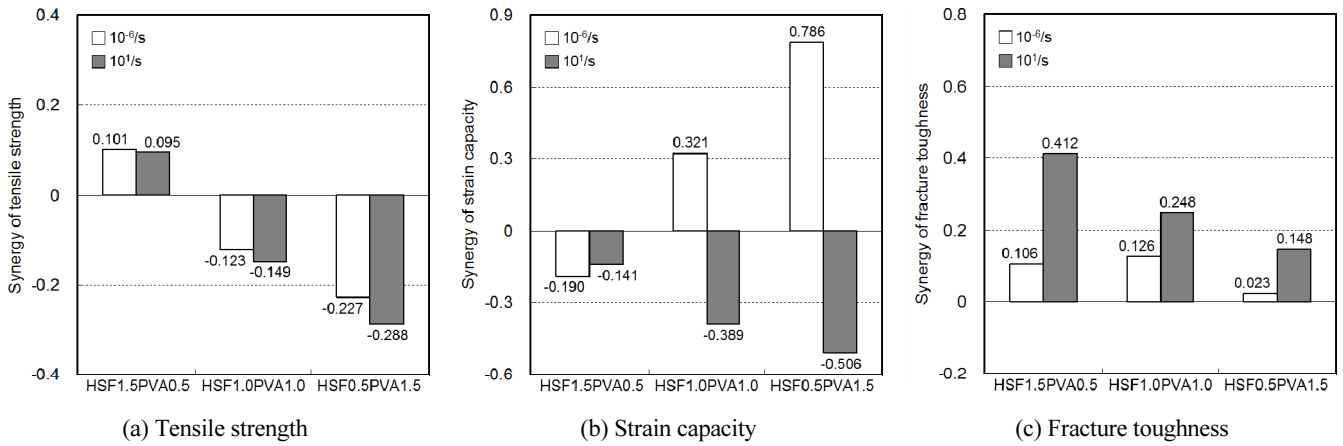 0.4
0.2
0
-0.2
-0.4
Synergy of tensile strength
10⁻⁶/s
10¹/s
0.101
0.095
-0.123
-0.149
-0.227
-0.288
HSF1.5PVA0.5
HSF1.0PVA1.0
HSF0.5PVA1.5
(a) Tensile strength
0.9
0.6
0.3
0
-0.3
-0.6
Synergy of strain capacity
10⁻⁶/s
10¹/s
-0.190
-0.141
0.321
-0.389
0.786
-0.506
HSF1.5PVA0.5
HSF1.0PVA1.0
HSF0.5PVA1.5
(b) Strain capacity
0.8
0.6
0.4
0.2
0
-0.2
Synergy of fracture toughness
10⁻⁶/s
10¹/s
0.106
0.412
0.126
0.248
0.023
0.148
HSF1.5PVA0.5
HSF1.0PVA1.0
HSF0.5PVA1.5
(c) Fracture toughness